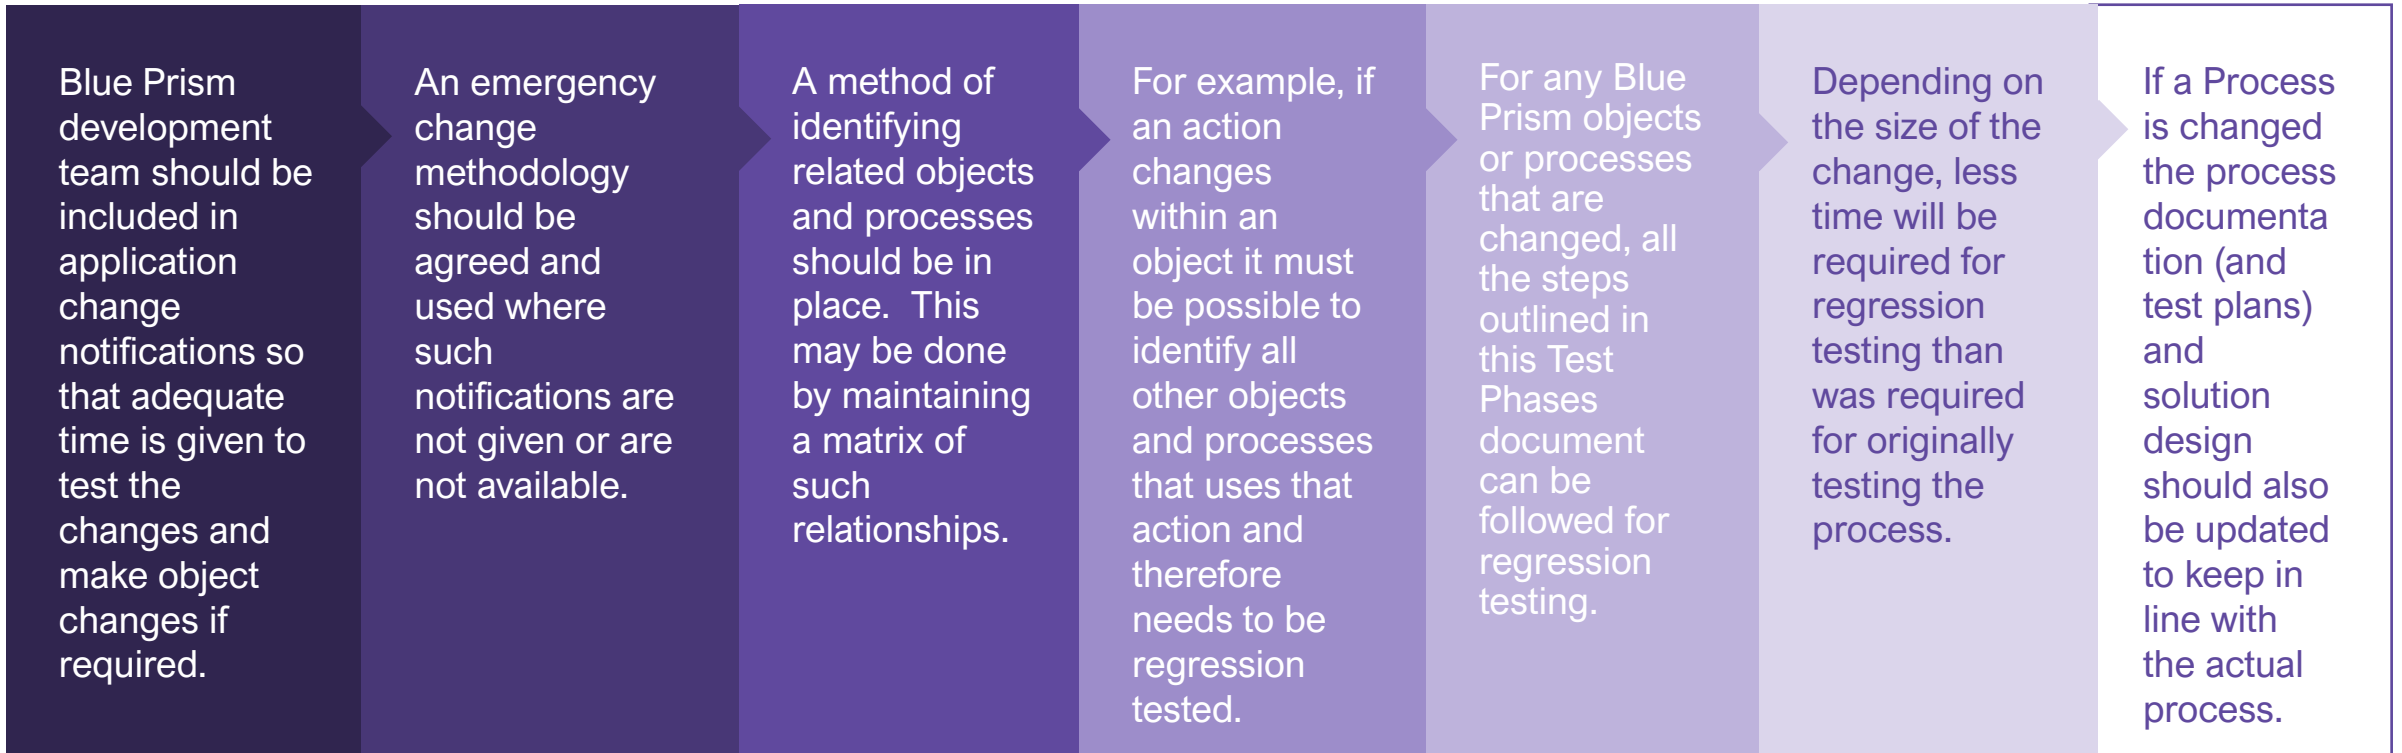 Blue Prism
development
team should be
included in
application
change
notifications so
that adequate
time is given to
test the
changes and
make object
changes if
required.
An emergency
change
methodology
should be
agreed and
used where
such
notifications are
not given or are
not available.
A method of
identifying
related objects
and processes
should be in
place.  This
may be done
by maintaining
a matrix of
such
relationships.
For example, if
an action
changes
within an
object it must
be possible to
identify all
other objects
and processes
that uses that
action and
therefore
needs to be
regression
tested.
For any Blue
Prism objects
or processes
that are
changed, all
the steps
outlined in
this Test
Phases
document
can be
followed for
regression
testing.
Depending on
the size of the
change, less
time will be
required for
regression
testing than
was required
for originally
testing the
process.
If a Process
is changed
the process
documenta
tion (and
test plans)
and
solution
design
should also
be updated
to keep in
line with
the actual
process.